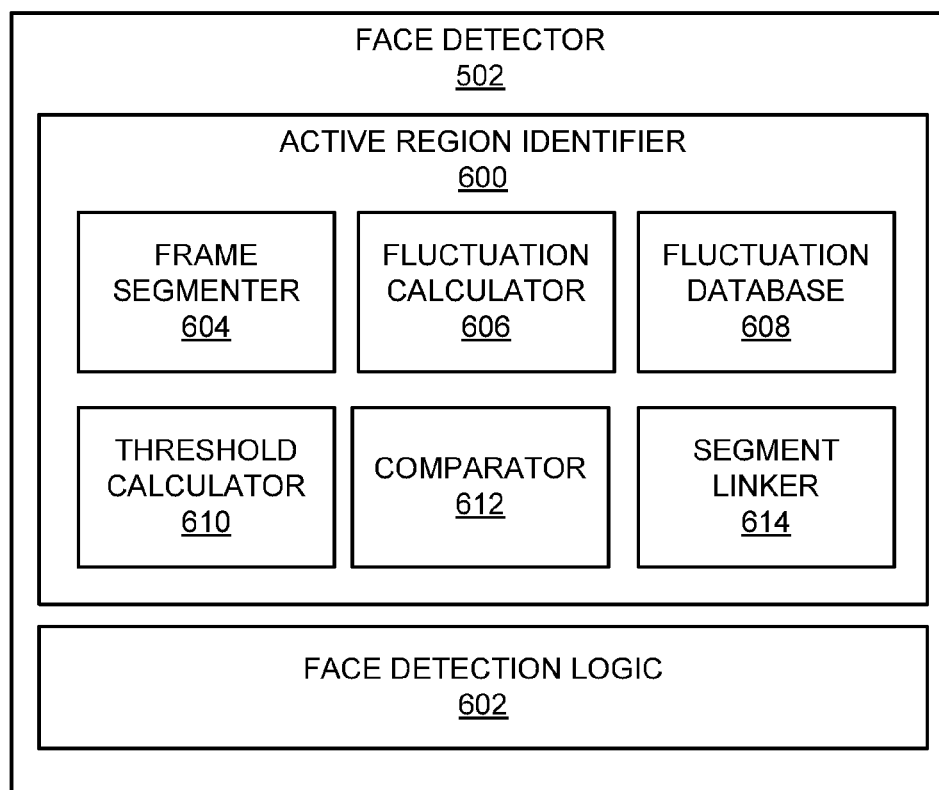 FACE DETECTOR
502
ACTIVE REGION IDENTIFIER
600
FRAME
SEGMENTER
604
FLUCTUATION
CALCULATOR
606
FLUCTUATION
DATABASE
608
THRESHOLD
CALCULATOR
610
COMPARATOR
612
SEGMENT
LINKER
614
FACE DETECTION LOGIC
602